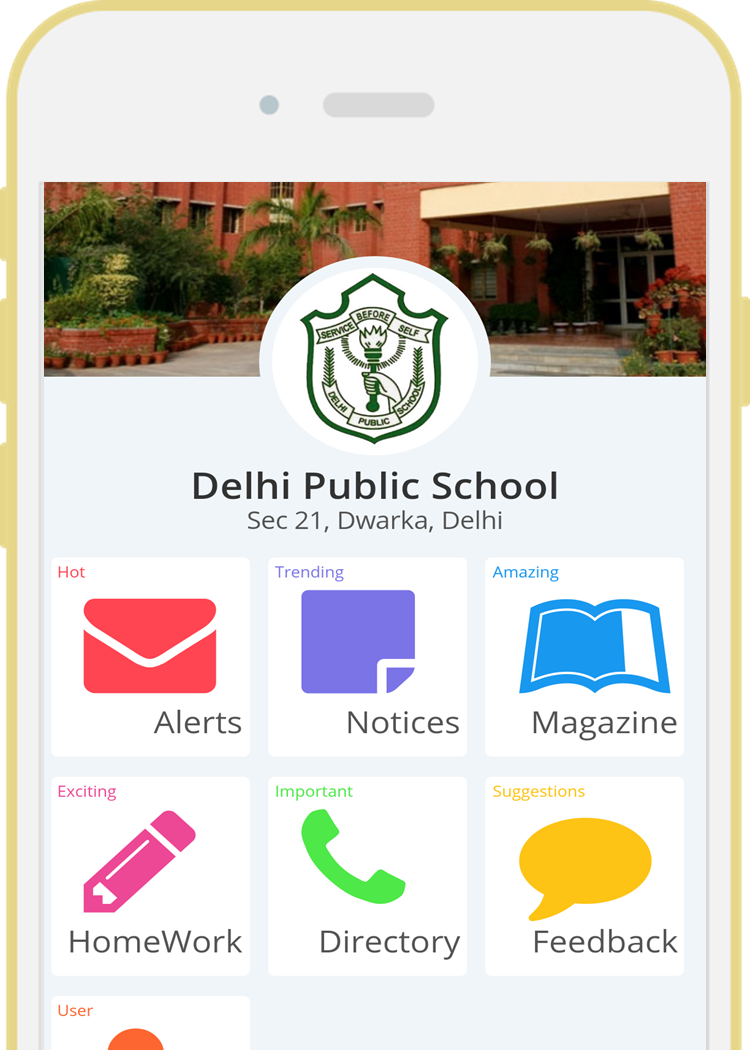 SERVICE BEFORE SELF
DELHI PUBLIC SCHOOL
Delhi Public School
Sec 21, Dwarka, Delhi
Hot
Trending
Amazing
Alerts
Notices
Magazine
Exciting
Important
Suggestions
HomeWork
Directory
Feedback
User